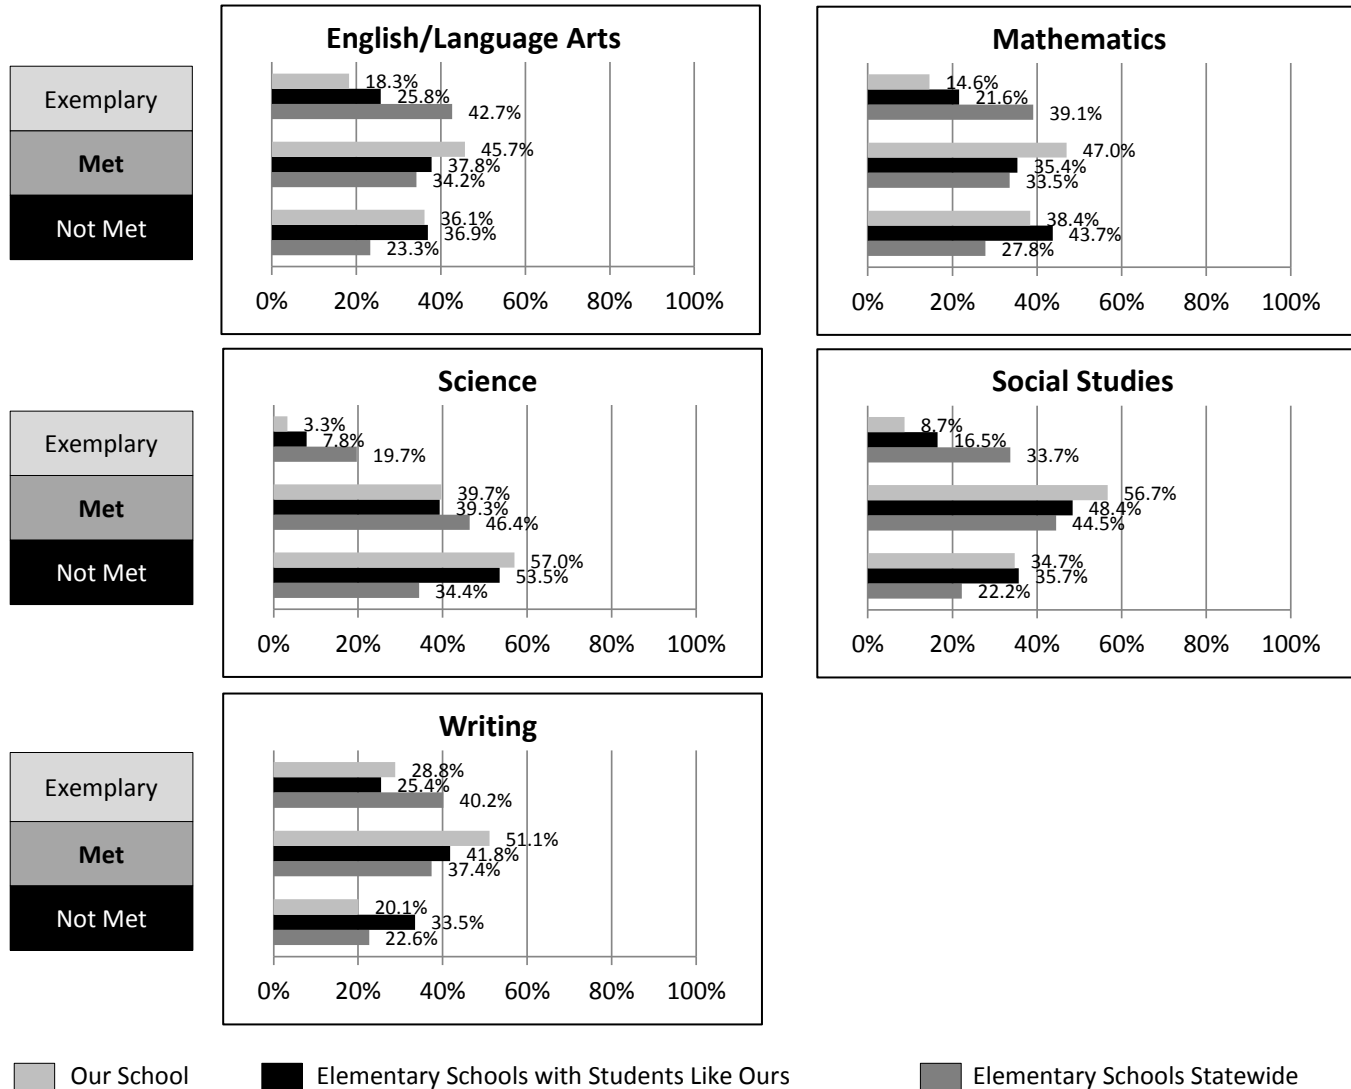 English/Language Arts
Exemplary
Met
Not Met
18.3%
25.8%
42.7%
45.7%
37.8%
34.2%
36.1%
36.9%
23.3%
0% 20% 40% 60% 80% 100%
Mathematics
14.6%
21.6%
39.1%
47.0%
35.4%
33.5%
38.4%
43.7%
27.8%
0% 20% 40% 60% 80% 100%
Science
Exemplary
Met
Not Met
3.3%
7.8%
19.7%
39.7%
39.3%
46.4%
57.0%
53.5%
34.4%
0% 20% 40% 60% 80% 100%
Social Studies
8.7%
16.5%
33.7%
56.7%
48.4%
44.5%
34.7%
35.7%
22.2%
0% 20% 40% 60% 80% 100%
Writing
Exemplary
Met
Not Met
28.8%
25.4%
40.2%
51.1%
41.8%
37.4%
20.1%
33.5%
22.6%
0% 20% 40% 60% 80% 100%
Our School Elementary Schools with Students Like Ours Elementary Schools Statewide